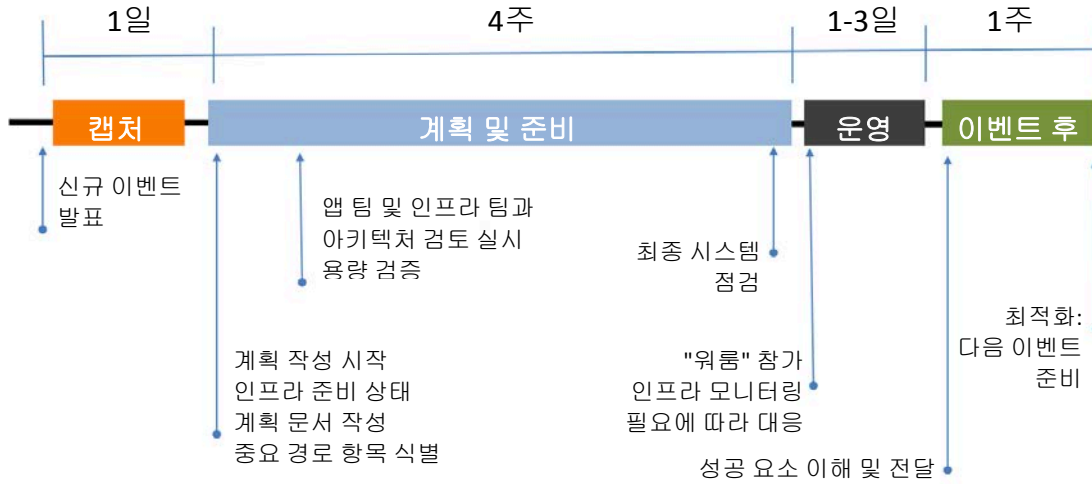 1일
4주
1-3일
1주
캡처
계획 및 준비
운영
이벤트 후
신규 이벤트
발표
앱 팀 및 인프라 팀과
아키텍처 검토 실시
용량 검증
최종 시스템
점검
계획 작성 시작
인프라 준비 상태
계획 문서 작성
중요 경로 항목 식별
"워룸" 참가
인프라 모니터링
필요에 따라 대응
최적화:
다음 이벤트
준비
성공 요소 이해 및 전달